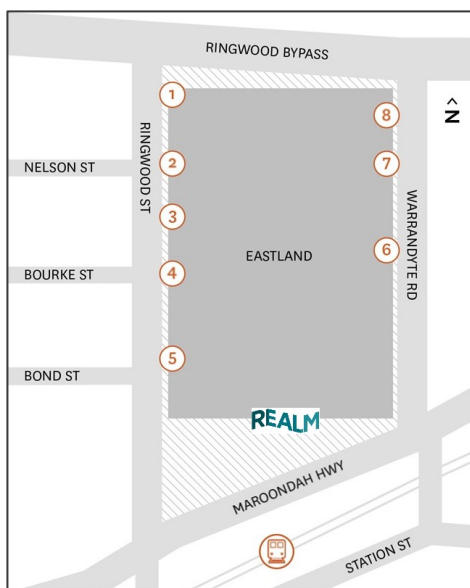 RINGWOOD BYPASS
1
8
< N
RINGWOOD ST
NELSON ST
2
7
3
WARRANDYTE RD
EASTLAND
6
BOURKE ST
4
5
BOND ST
REALM
MAROONDAH HWY
STATION ST